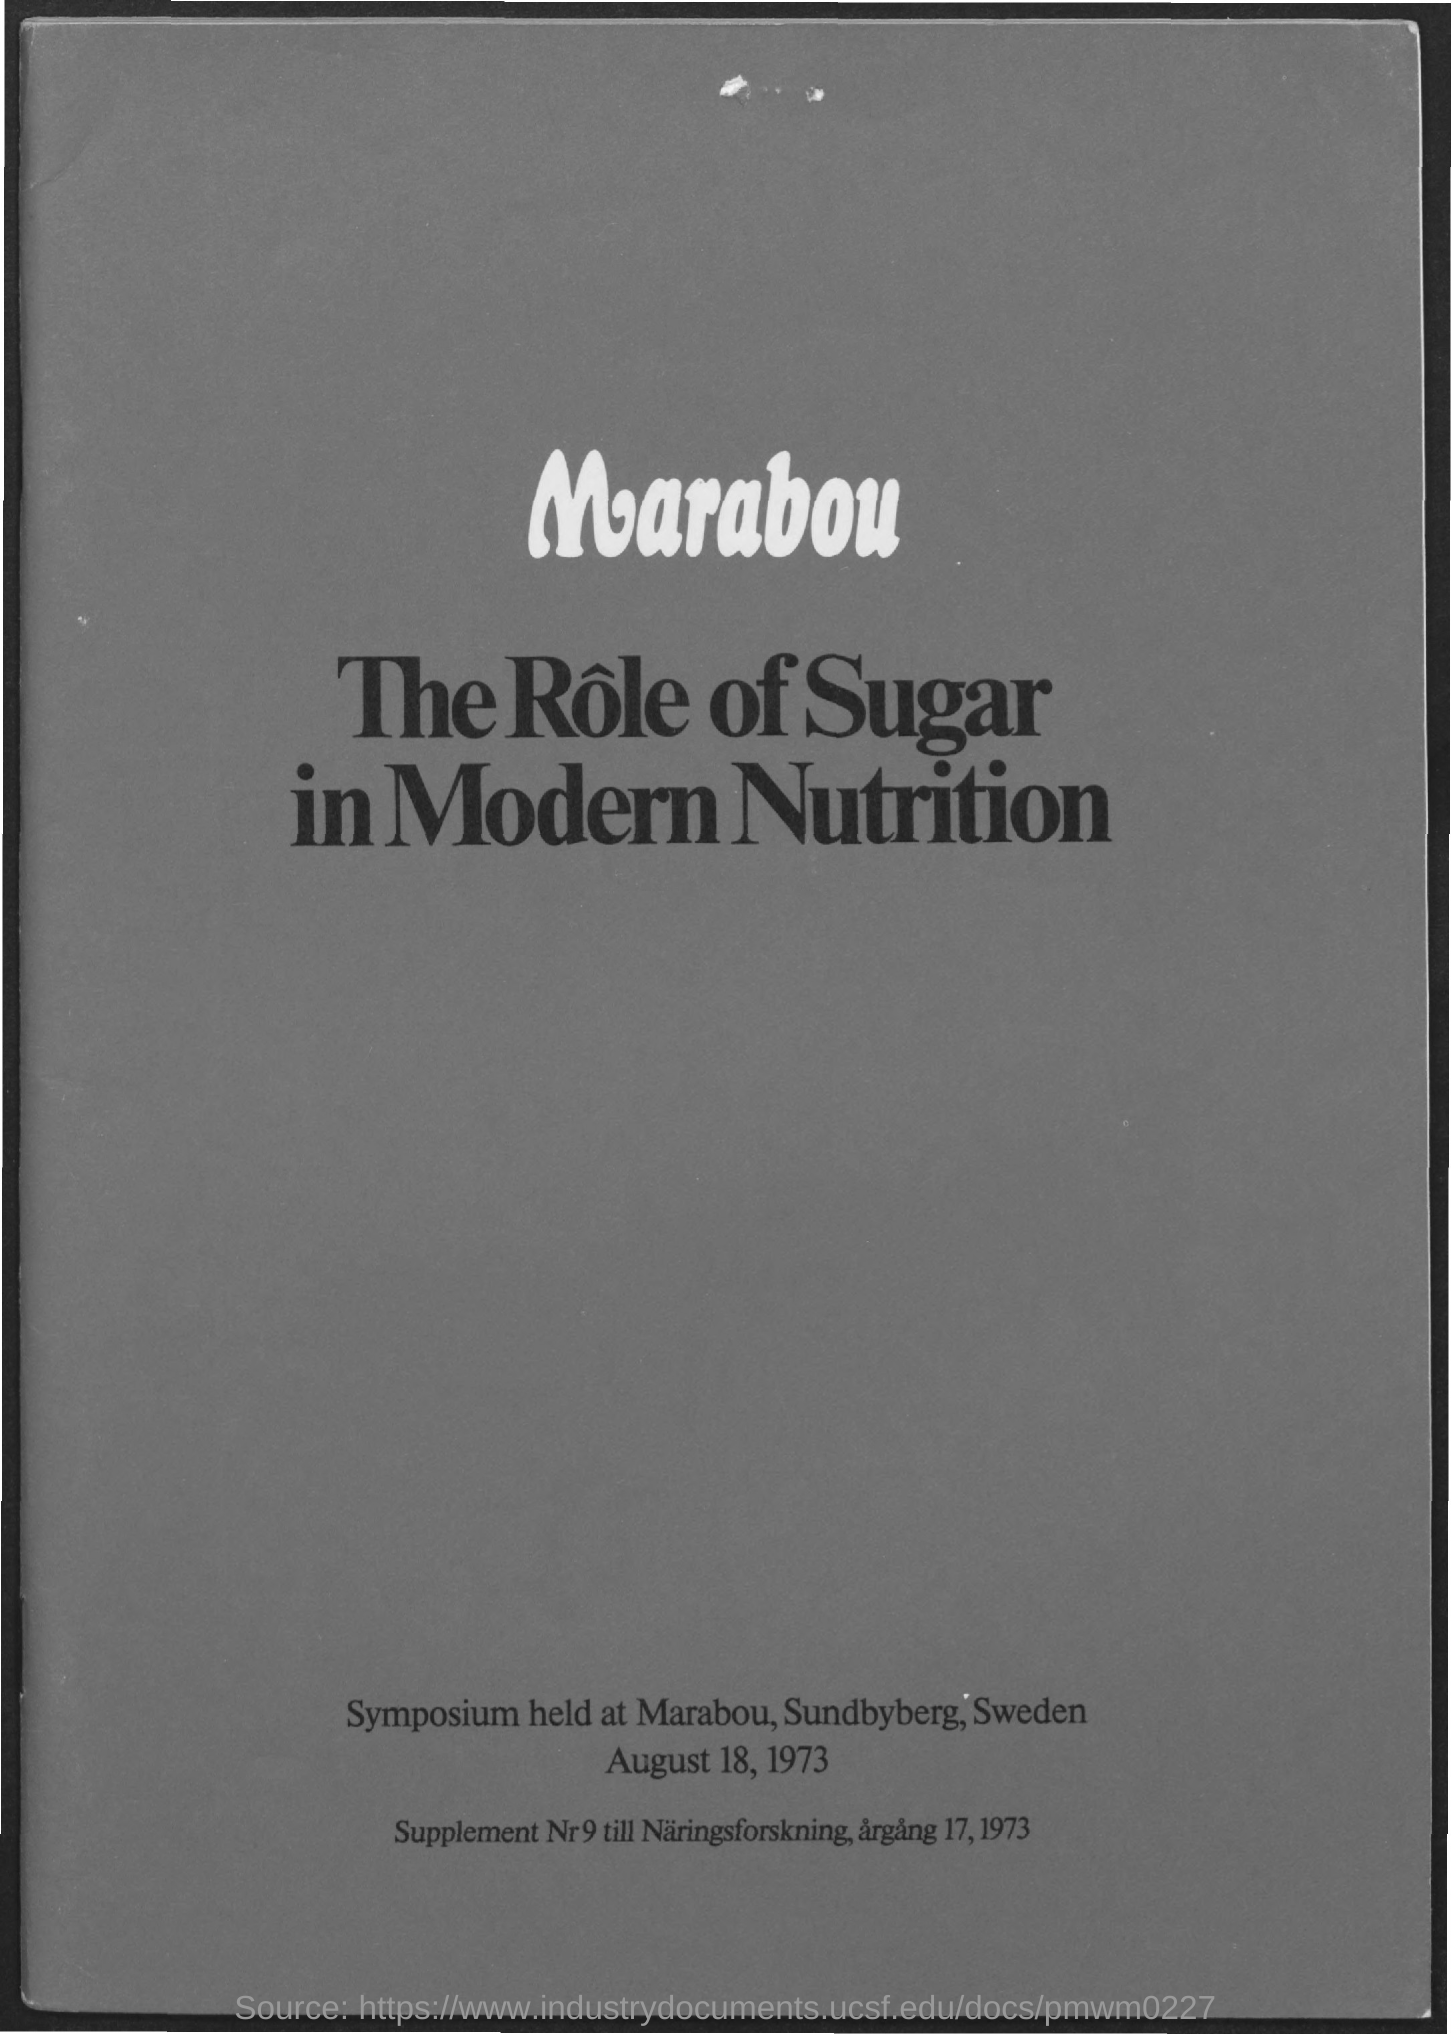 Marabou
The Rôle of Sugar
in Modern Nutrition
Symposium held at Marabou, Sundbyberg, Sweden
August 18, 1973
Supplement Nr 9 till Näringsforskning, årgång 17, 1973
Source: https://www.industrydocuments.ucsf.edu/docs/pmwm0227